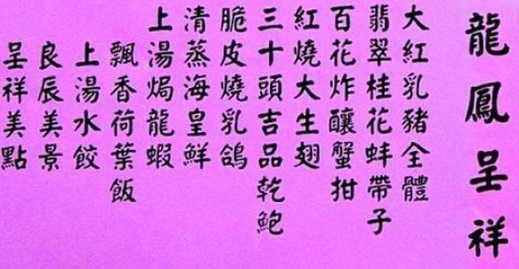 龍鳳呈祥
大紅乳豬全體
翡翠桂花蚌帶子
百花炸釀蟹拑
紅燒大生翅
三十頭吉品乾鮑
脆皮燒乳鴿
清蒸海皇鮮
上湯焗龍蝦
飄香荷葉飯
上湯水餃
良辰美景
呈祥美點